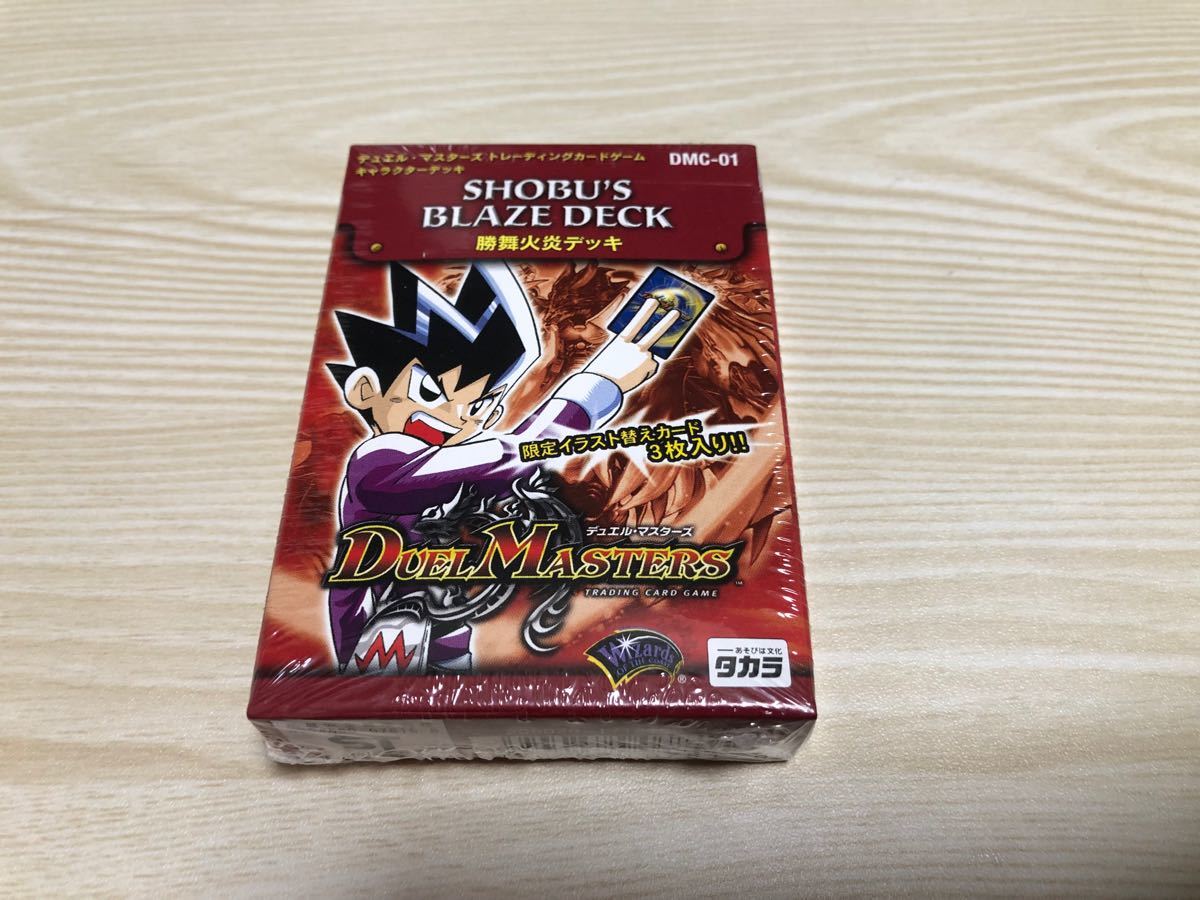 デュエル・マスターズ トレーディングカードゲーム
DMC-01
キャラクターデッキ
SHOBU'S
BLAZE DECK
勝舞火炎デッキ
限定イラスト替えカード
3枚入り!!
デュエル・マスターズ
DUEL MASTERS
TM
TRADING CARD GAME
M
Wizards
OF THE COAST
®
あそびは文化
タカラ